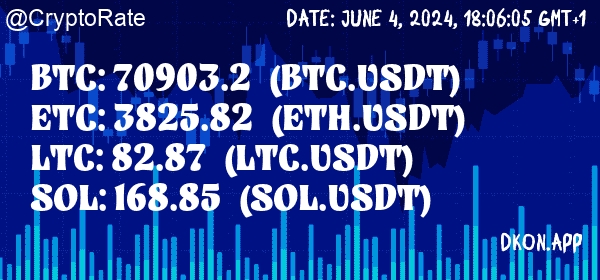 @CryptoRate
DATE: JUNE 4, 2024, 18:06:05 GMT+1
BTC: 70903.2 (BTC.USDT)
ETC: 3825.82 (ETH.USDT)
LTC: 82.87 (LTC.USDT)
SOL: 168.85 (SOL.USDT)
DKON.APP